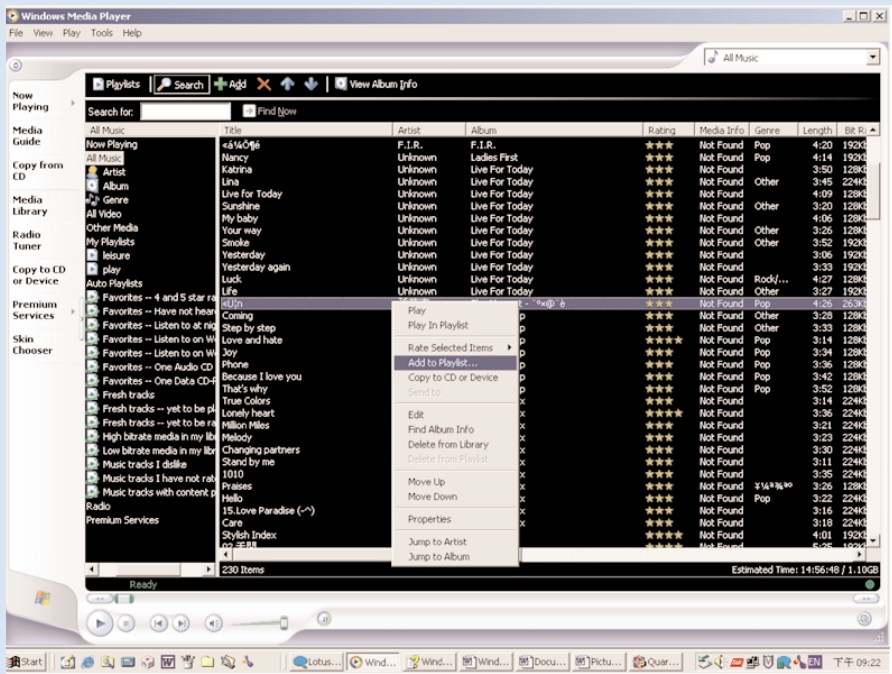 Windows Media Player
File View Play Tools Help
All Music
Playlists Search Add View Album Info
Search for: Find Now
Now Playing
Media Guide
Copy from CD
Media Library
Radio Tuner
Copy to CD or Device
Premium Services
Skin Chooser
All Music
Now Playing
All Music
Artist
Album
Genre
All Video
Other Media
My Playlists
leisure
play
Auto Playlists
Favorites -- 4 and 5 star ra
Favorites -- Have not hear
Favorites -- Listen to at nig
Favorites -- Listen to on W
Favorites -- Listen to on W
Favorites -- One Audio CD
Favorites -- One Data CD-
Fresh tracks
Fresh tracks -- yet to be pl
Fresh tracks -- yet to be ra
High bitrate media in my libr
Low bitrate media in my libr
Music tracks I dislike
Music tracks I have not rat
Music tracks with content p
Radio
Premium Services
Title Artist Album Rating Media Info Genre Length Bit R
F.I.R. F.I.R. Not Found Pop 4:20 192K
Nancy Unknown Ladies First Not Found Pop 4:14 192K
Katrina Unknown Live For Today Not Found 3:50 128K
Lina Unknown Live For Today Not Found Other 3:45 224K
Live for Today Unknown Live For Today Not Found 4:09 128K
Sunshine Unknown Live For Today Not Found Other 3:20 128K
My baby Unknown Live For Today Not Found 4:06 128K
Your way Unknown Live For Today Not Found Other 3:26 128K
Smoke Unknown Live For Today Not Found Other 3:52 128K
Yesterday Unknown Live For Today Not Found 3:06 192K
Yesterday again Unknown Live For Today Not Found 3:33 192K
Luck Unknown Live For Today Not Found Rock/... 4:27 128K
Life Unknown Live For Today Not Found Other 3:27 192K
Not Found Pop 4:26 263K
Coming Not Found Other 3:28 128K
Step by step Not Found Other 3:33 128K
Love and hate Not Found Pop 3:14 128K
Joy Not Found Pop 3:34 128K
Phone Not Found Pop 3:36 128K
Because I love you Not Found Pop 3:42 128K
That's why Not Found Pop 3:52 128K
True Colors Not Found 3:14 224K
Lonely heart Not Found 3:36 224K
Million Miles Not Found 3:21 224K
Melody Not Found 3:23 224K
Changing partners Not Found 3:30 224K
Stand by me Not Found 3:11 224K
1010 Not Found 3:35 224K
Praises Not Found 3:26 128K
Hello Not Found Pop 3:22 224K
15.Love Paradise (-^) Not Found 3:16 224K
Care Not Found 3:18 224K
Stylish Index Not Found 4:01 192K
Play
Play In Playlist
Rate Selected Items
Add to Playlist...
Copy to CD or Device
Send to
Edit
Find Album Info
Delete from Library
Delete from Playlist
Move Up
Move Down
Properties
Jump to Artist
Jump to Album
230 Items Estimated Time: 14:56:48 / 1.10GB
Ready
Start Lotus... Wind... Wind... Wind... Docu... Pictu... Quar... EN 下午 09:22